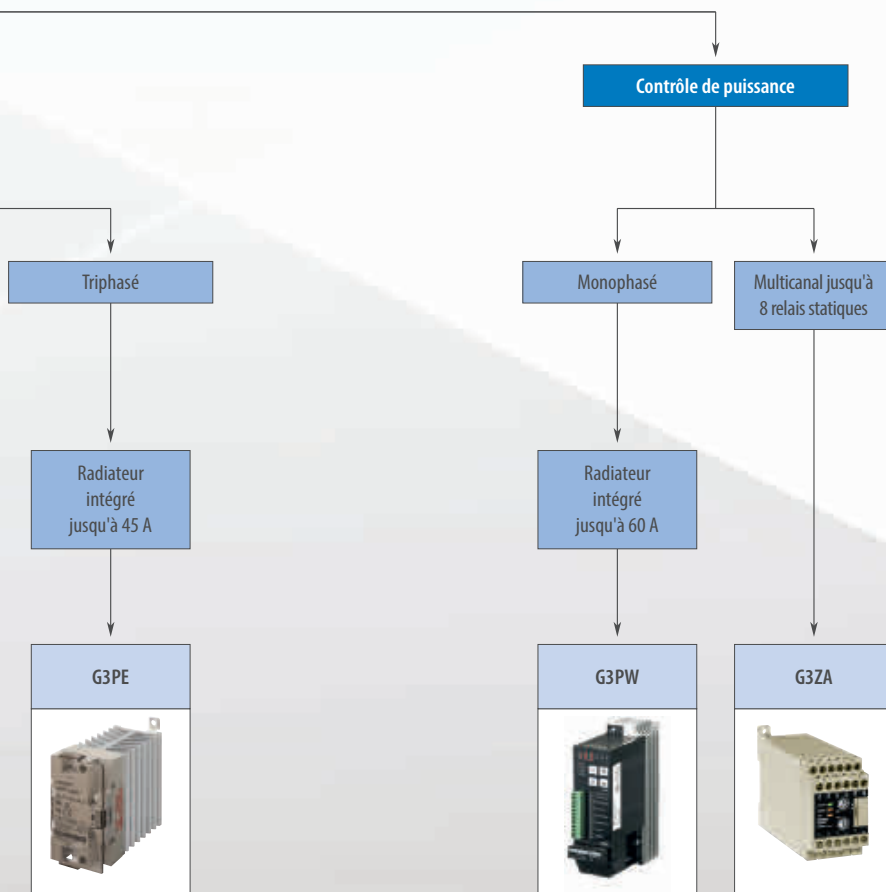 Contrôle de puissance
Triphasé
Monophasé
Multicanal jusqu'à
8 relais statiques
Radiateur
intégré
jusqu'à 45 A
Radiateur
intégré
jusqu'à 60 A
G3PE
G3PW
G3ZA